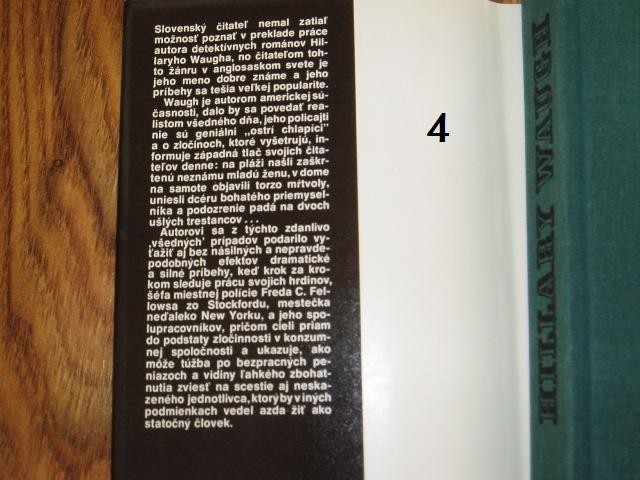 Slovenský čitateľ nemal zatiaľ
možnosť poznať v preklade práce
autora detektívnych románov Hil-
laryho Waugha, no čitateľom toh-
to žánru v anglosaskom svete je
jeho meno dobre známe a jeho
príbehy sa tešia veľkej popularite.
Waugh je autorom americkej sú-
časnosti, dalo by sa povedať rea-
listom všedného dňa, jeho policajti
nie sú geniálni „ostrí chlapíci"
a o zločinoch, ktoré vyšetrujú, in-
formuje západná tlač svojich čita-
teľov denne: na pláži našli zaškr-
tenú neznámu mladú ženu, v dome
na samote objavili torzo mŕtvoly,
uniesli dcéru bohatého priemysel-
níka a podozrenie padá na dvoch
ušlých trestancov ...
Autorovi sa z týchto zdanlivo
‚všedných' prípadov podarilo vy-
ťažiť aj bez násilných a nepravde-
podobných efektov dramatické
a silné príbehy, keď krok za kro-
kom sleduje prácu svojich hrdinov,
šéfa miestnej polície Freda C. Fel-
lowsa zo Stockfordu, mestečka
neďaleko New Yorku, a jeho spo-
lupracovníkov, pričom cieli priam
do podstaty zločinnosti v konzum-
nej spoločnosti a ukazuje, ako
môže túžba po bezpracných pe-
niazoch a vidiny ľahkého zbohat-
nutia zviesť na scestie aj neska-
zeného jednotlivca, ktorý by v iných
podmienkach vedel azda žiť ako
statočný človek.
4
HILLARY WAUGH